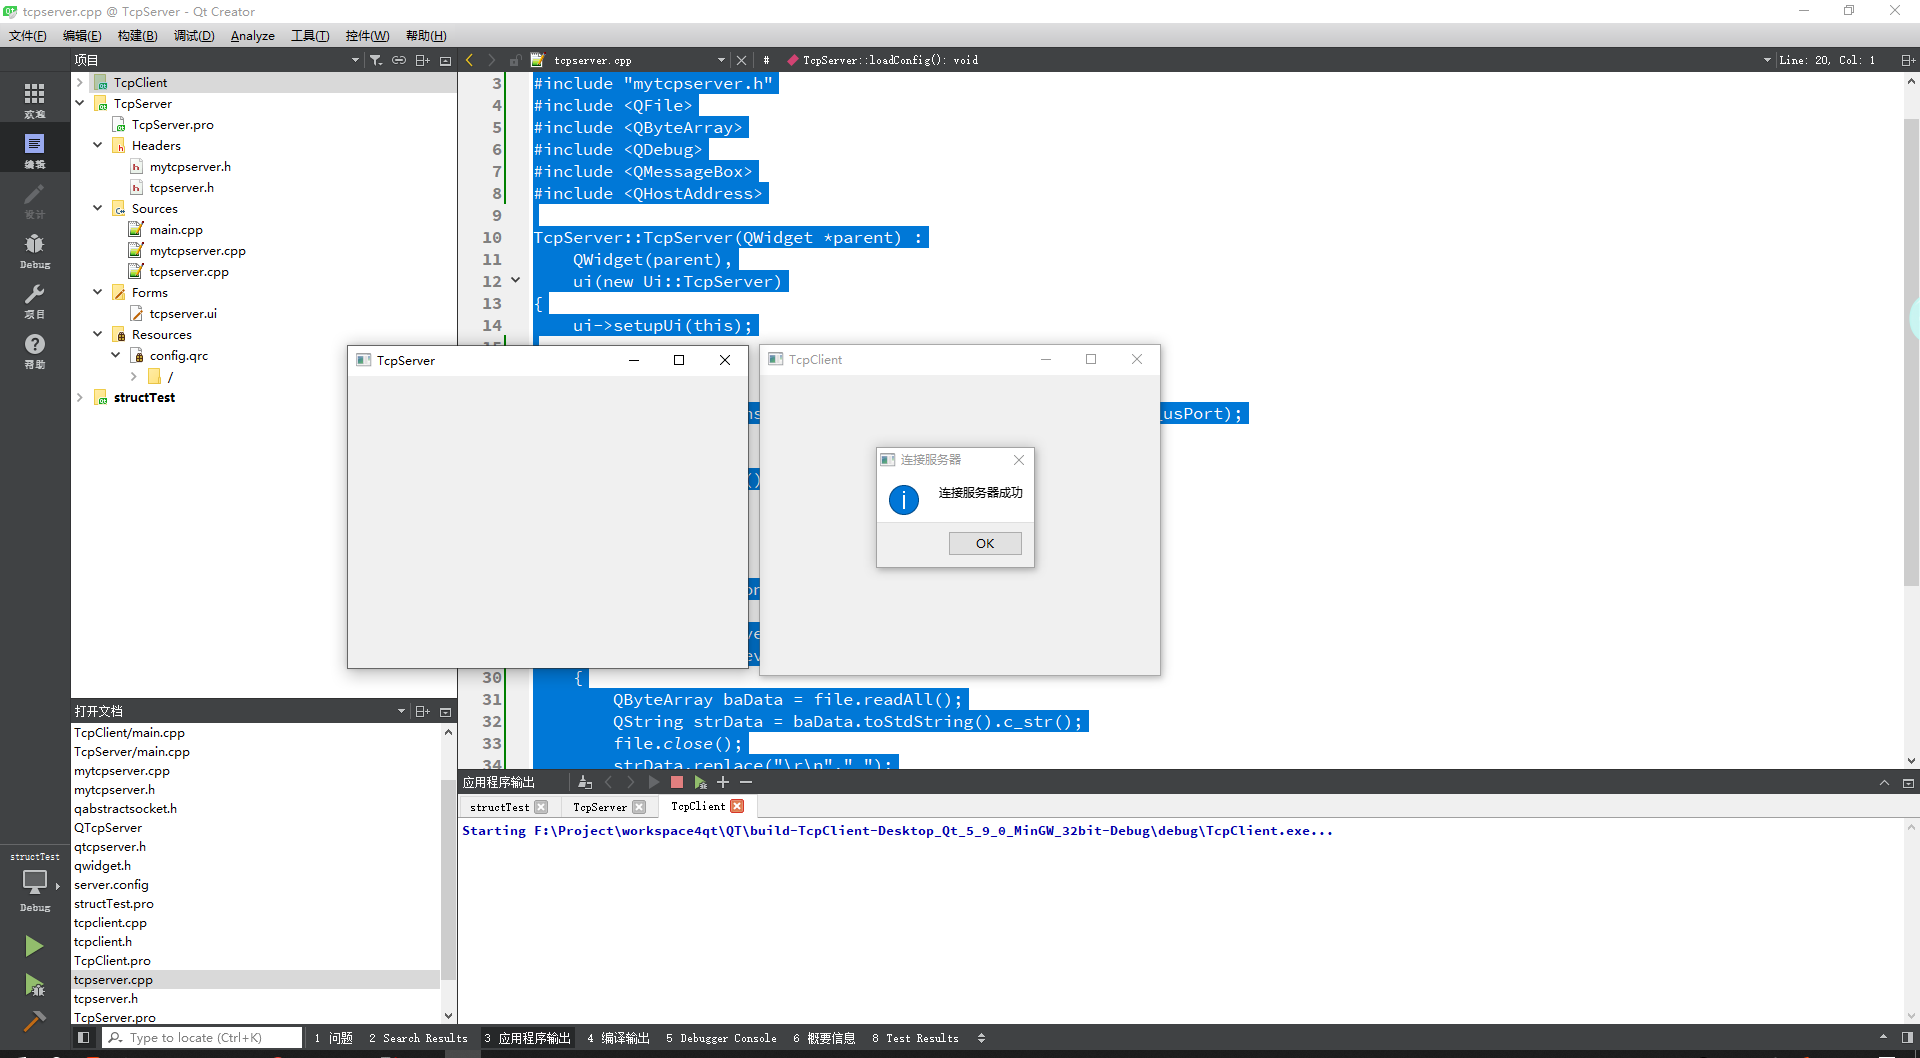 tcpserver.cpp @ TcpServer - Qt Creator
文件(F) 编辑(E) 构建(B) 调试(D) Analyze 工具(T) 控件(W) 帮助(H)
项目
tcpserver.cpp
#
TcpServer::loadConfig(): void
Line: 20, Col: 1
欢迎
编辑
设计
Debug
项目
帮助
TcpClient
TcpServer
TcpServer.pro
Headers
mytcpserver.h
tcpserver.h
Sources
main.cpp
mytcpserver.cpp
tcpserver.cpp
Forms
tcpserver.ui
Resources
config.qrc
/
structTest
3 #include "mytcpserver.h"
4 #include <QFile>
5 #include <QByteArray>
6 #include <QDebug>
7 #include <QMessageBox>
8 #include <QHostAddress>
9
10 TcpServer::TcpServer(QWidget *parent) :
11 QWidget(parent),
12 ui(new Ui::TcpServer)
13 {
14 ui->setupUi(this);
usPort);
TcpServer
TcpClient
连接服务器
连接服务器成功
OK
30 {
31 QByteArray baData = file.readAll();
32 QString strData = baData.toStdString().c_str();
33 file.close();
34 strData.replace("\r\n"," ");
打开文档
TcpClient/main.cpp
TcpServer/main.cpp
mytcpserver.cpp
mytcpserver.h
qabstractsocket.h
QTcpServer
qtcpserver.h
qwidget.h
server.config
structTest.pro
tcpclient.cpp
tcpclient.h
TcpClient.pro
tcpserver.cpp
tcpserver.h
TcpServer.pro
structTest
Debug
应用程序输出
structTest TcpServer TcpClient
Starting F:\Project\workspace4qt\QT\build-TcpClient-Desktop_Qt_5_9_0_MinGW_32bit-Debug\debug\TcpClient.exe...
Type to locate (Ctrl+K)
1 问题 2 Search Results 3 应用程序输出 4 编译输出 5 Debugger Console 6 概要信息 8 Test Results